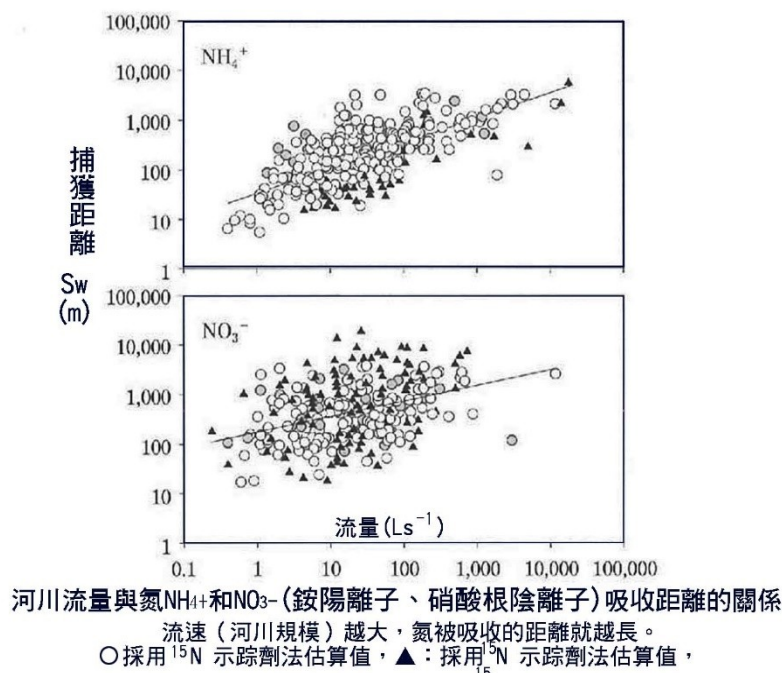 100,000
NH₄⁺
10,000
1,000
100
10
1
捕獲距離
Sw
(m)
100,000
NO₃⁻
10,000
1,000
100
10
1
流量(Ls⁻¹)
0.1 1 10 100 1,000 10,000 100,000
河川流量與氮NH4+和NO3-(銨陽離子、硝酸根陰離子)吸收距離的關係
流速（河川規模）越大，氮被吸收的距離就越長。
○採用¹⁵N 示踪劑法估算值，▲：採用¹⁵N 示踪劑法估算值，
15